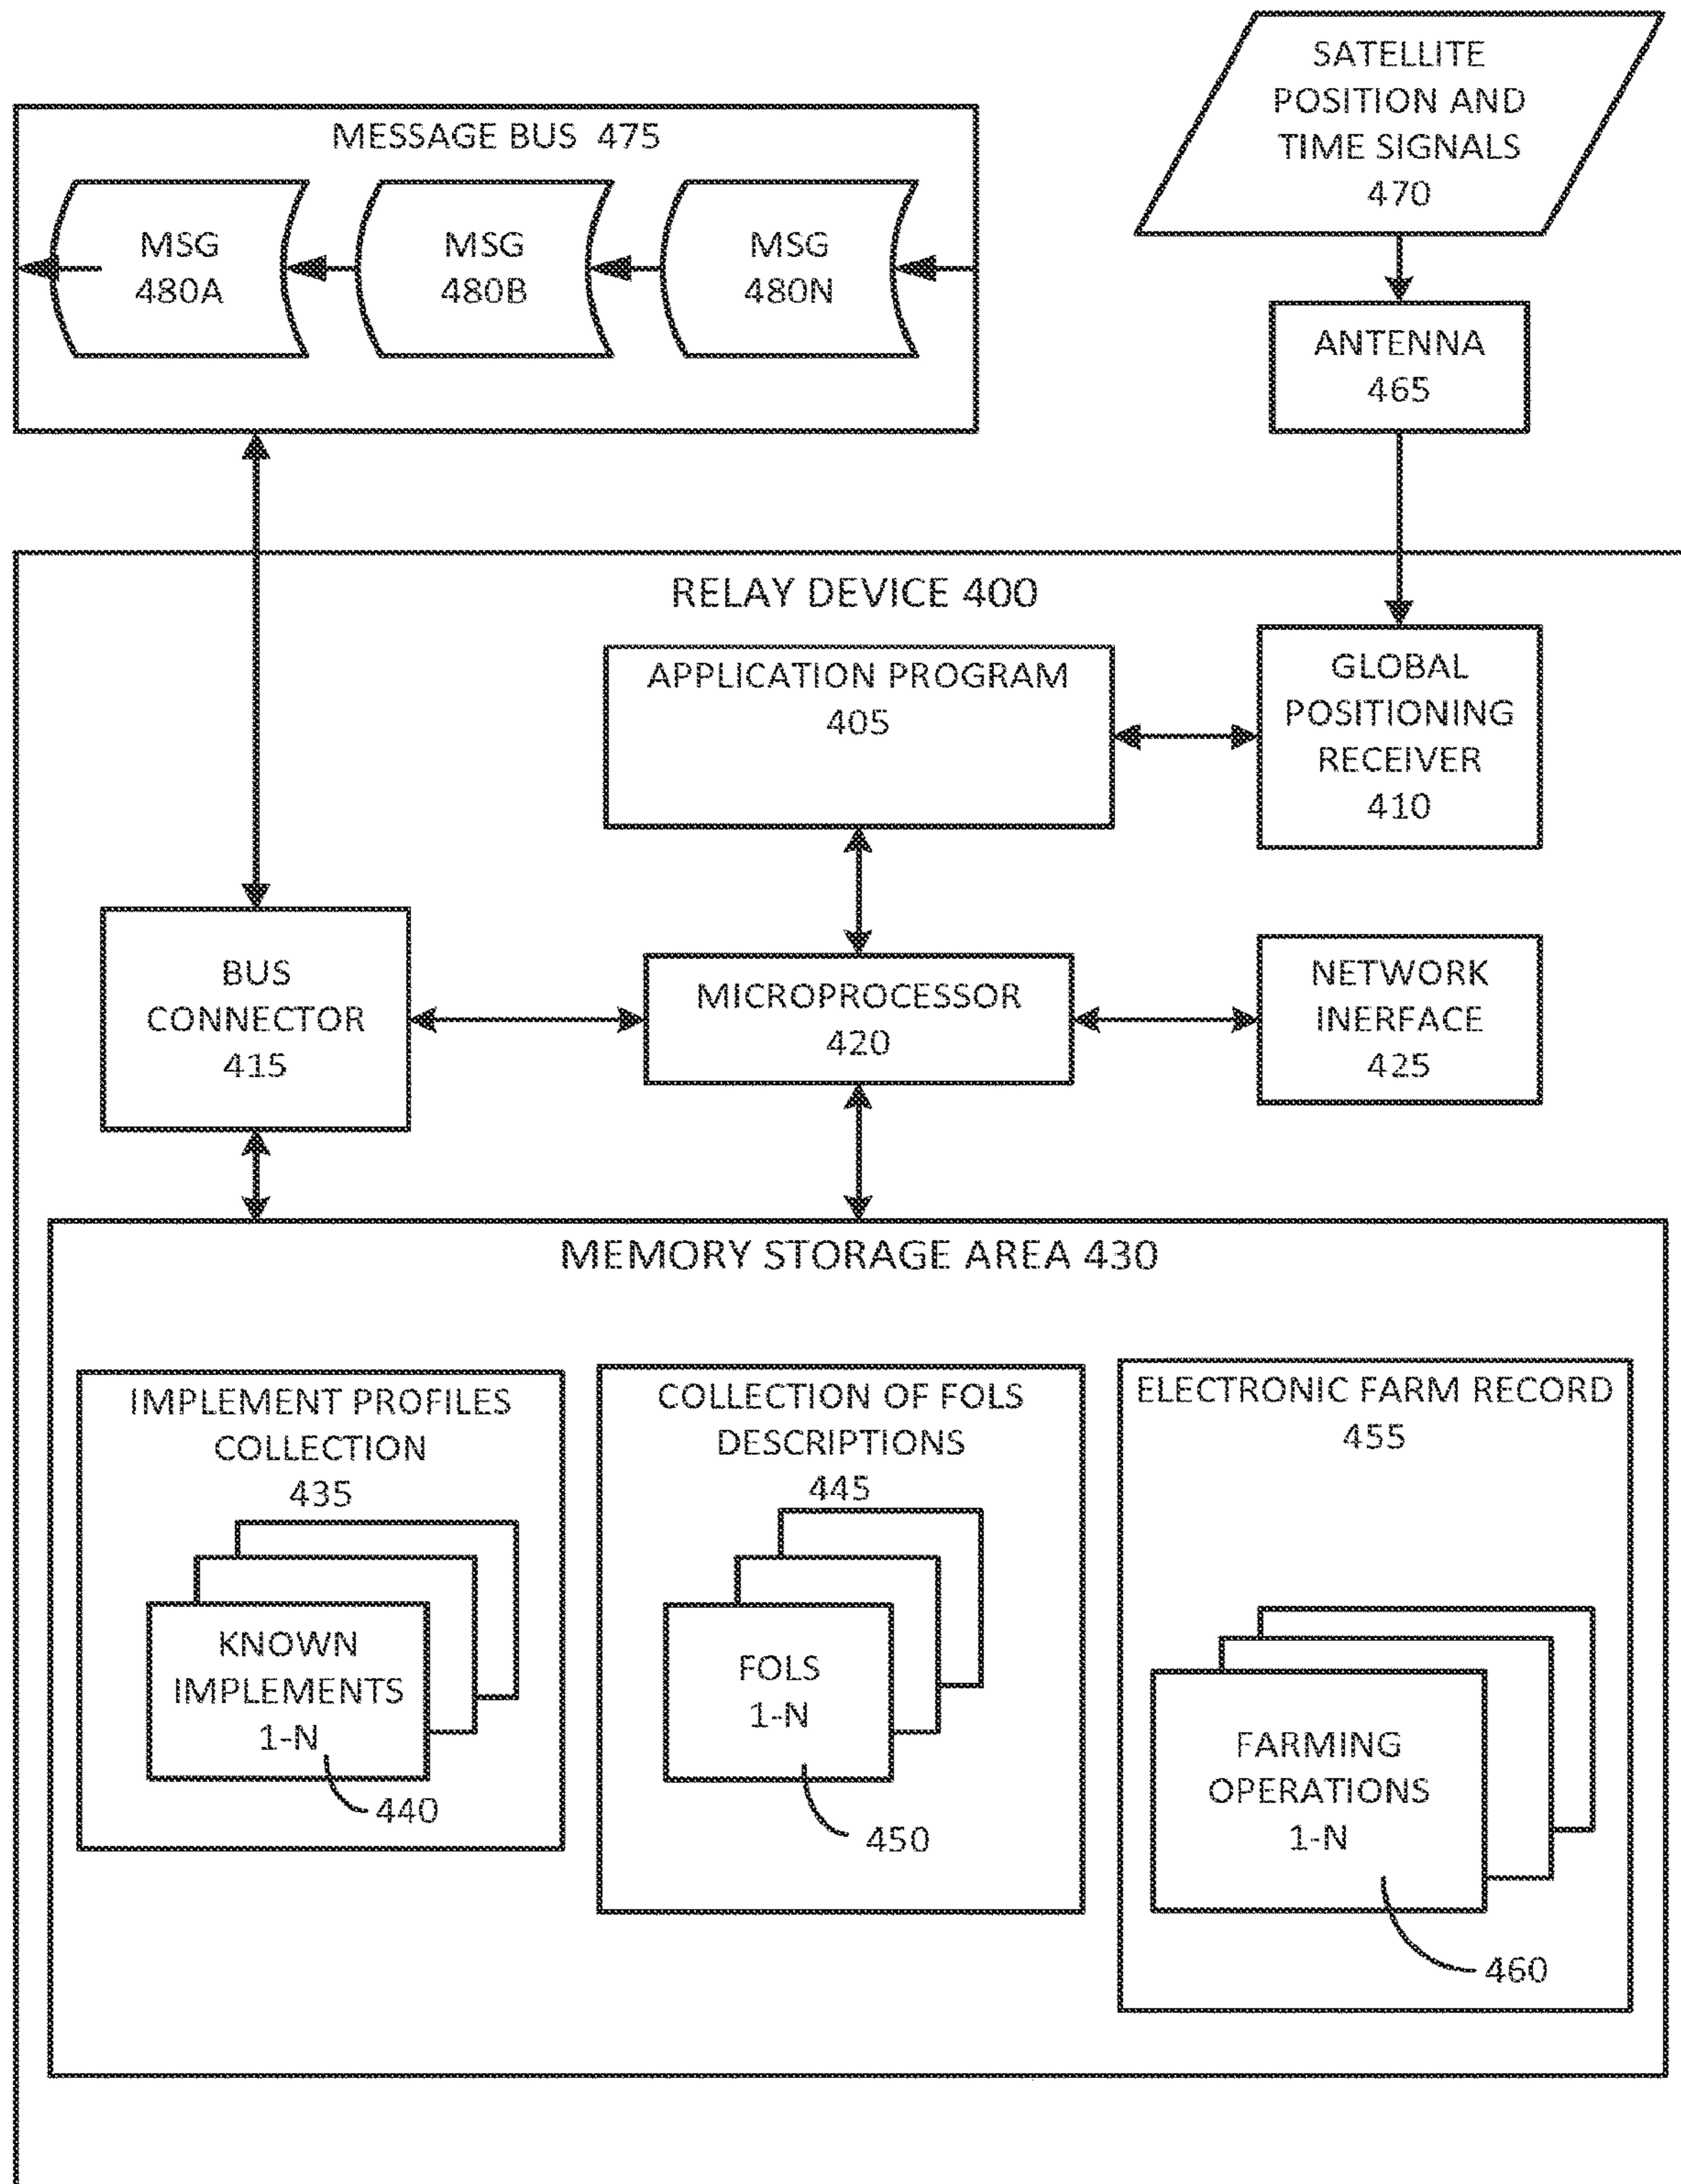 SATELLITE
POSITION AND
TIME SIGNALS
470
MESSAGE BUS 475
MSG
480A
MSG
480B
MSG
480N
ANTENNA
465
RELAY DEVICE 400
APPLICATION PROGRAM
405
GLOBAL
POSITIONING
RECEIVER
410
BUS
CONNECTOR
415
MICROPROCESSOR
420
NETWORK
INERFACE
425
MEMORY STORAGE AREA 430
IMPLEMENT PROFILES
COLLECTION
435
KNOWN
IMPLEMENTS
1-N
440
COLLECTION OF FOLS
DESCRIPTIONS
445
FOLS
1-N
450
ELECTRONIC FARM RECORD
455
FARMING
OPERATIONS
1-N
460